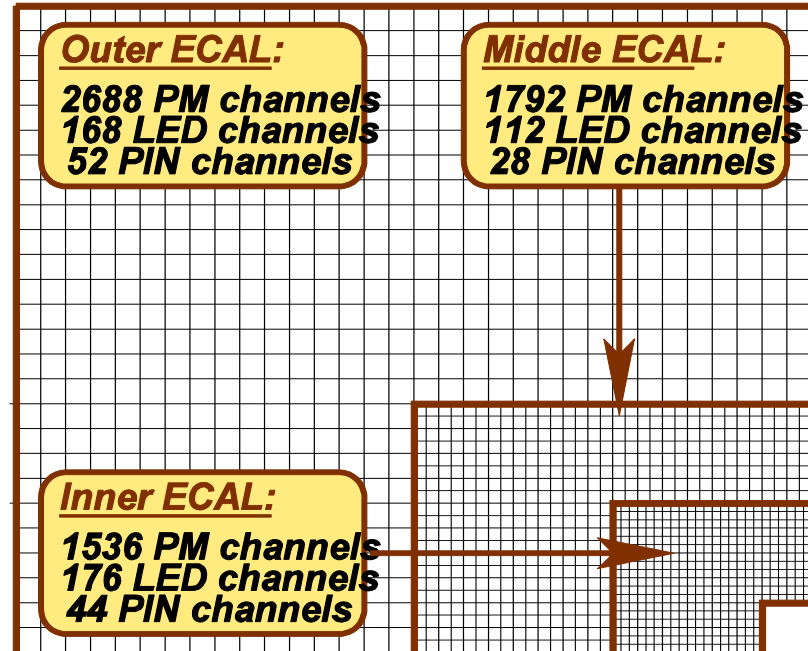 Outer ECAL:
2688 PM channels
168 LED channels
52 PIN channels
Middle ECAL:
1792 PM channels
112 LED channels
28 PIN channels
Inner ECAL:
1536 PM channels
176 LED channels
44 PIN channels